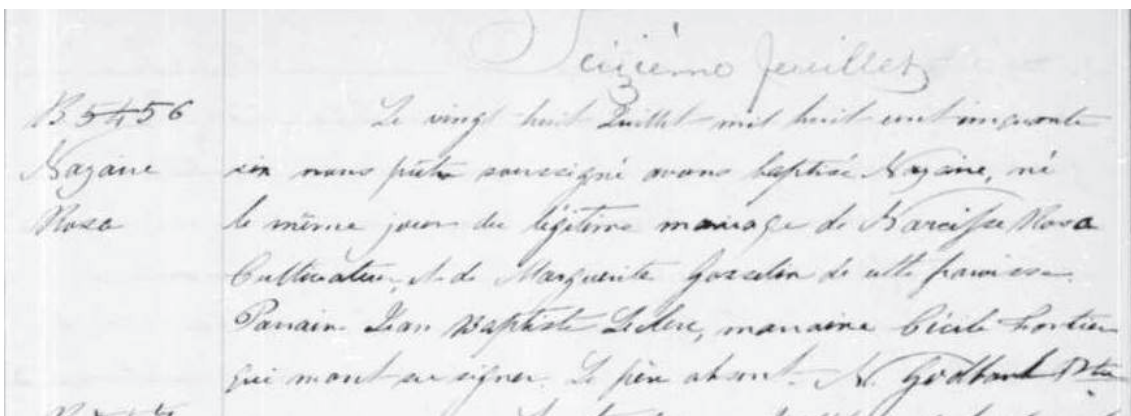 Seizième feuillet
B 5456 Le vingt huit Juillet mil huit cent cinquante
Nazaire six nous prêtre soussigné avons baptisé Nazaire, né
Rosa le même jour du légitime mariage de Narcisse Rosa
Cultivateur, et de Marguerite Gosselin de cette paroisse.
Parrain Jean Baptiste Leclerc, marraine Cécile Fortier
qui n'ont su signer. Le père absent. N. Godbout Ptre